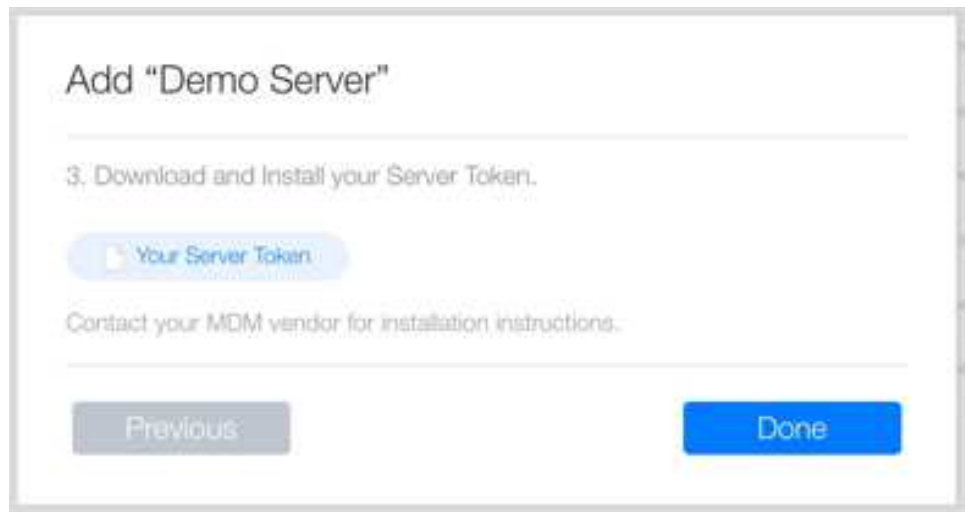 Add “Demo Server”
3. Download and Install your Server Token.
Your Server Token
Contact your MDM vendor for installation instructions.
Previous
Done